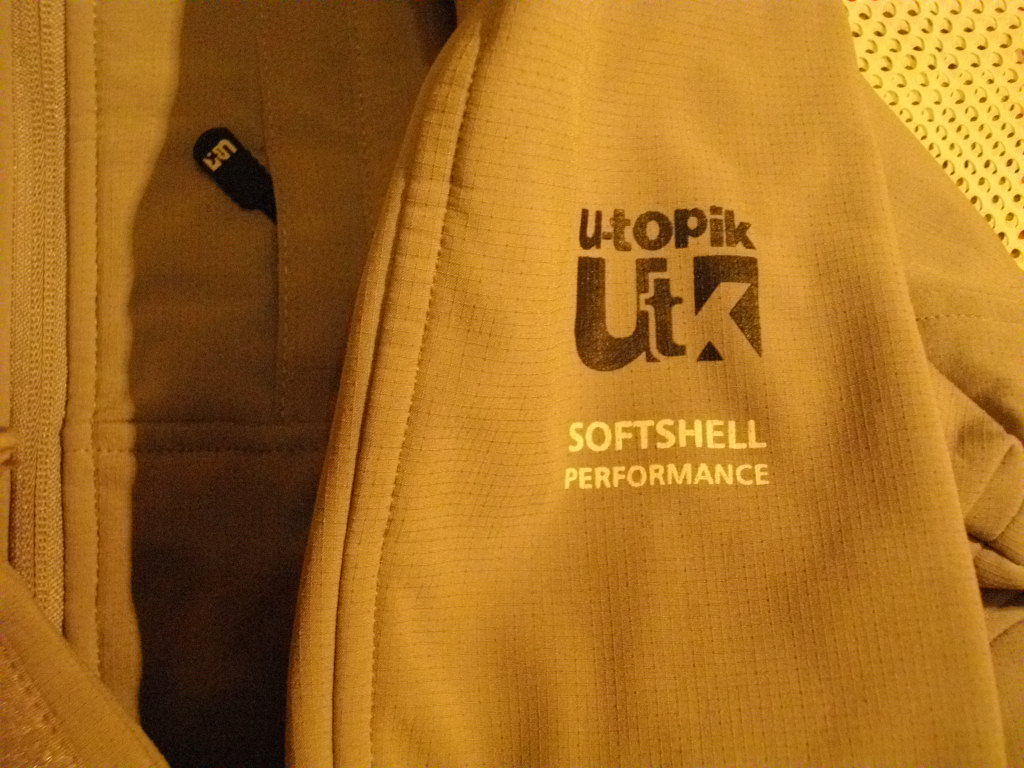 u-topik
Utk
SOFTSHELL
PERFORMANCE